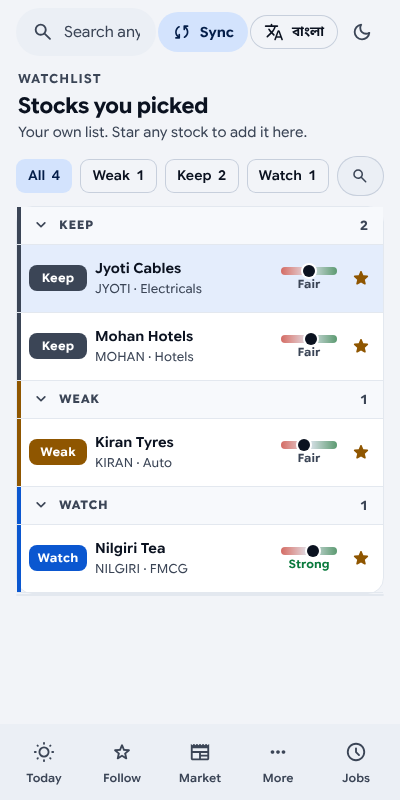 Search any
Sync
বাংলা
WATCHLIST
Stocks you picked
Your own list. Star any stock to add it here.
All 4
Weak 1
Keep 2
Watch 1
KEEP 2
Keep
Jyoti Cables
JYOTI · Electricals
Fair
Keep
Mohan Hotels
MOHAN · Hotels
Fair
WEAK 1
Weak
Kiran Tyres
KIRAN · Auto
Fair
WATCH 1
Watch
Nilgiri Tea
NILGIRI · FMCG
Strong
Today
Follow
Market
More
Jobs